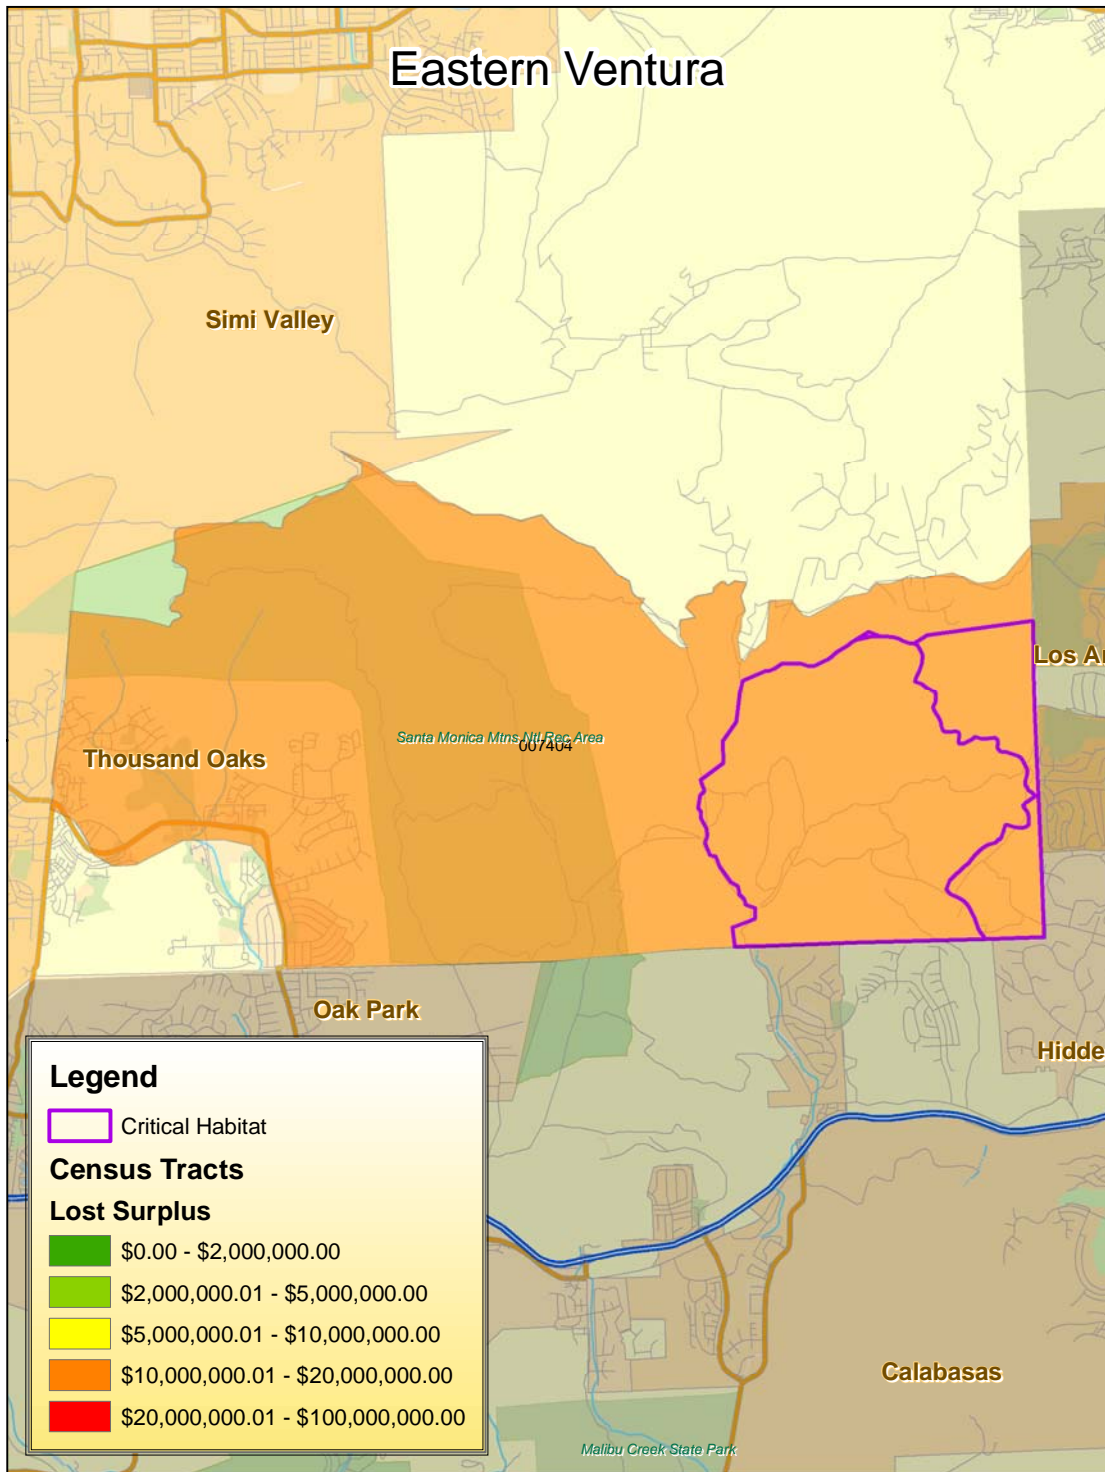 Eastern Ventura
Simi Valley
Los An
Santa Monica Mtns Ntl Rec Area
007404
Thousand Oaks
Oak Park
Hidde
Legend
Critical Habitat
Census Tracts
Lost Surplus
$0.00 - $2,000,000.00
$2,000,000.01 - $5,000,000.00
$5,000,000.01 - $10,000,000.00
$10,000,000.01 - $20,000,000.00
$20,000,000.01 - $100,000,000.00
Calabasas
Malibu Creek State Park